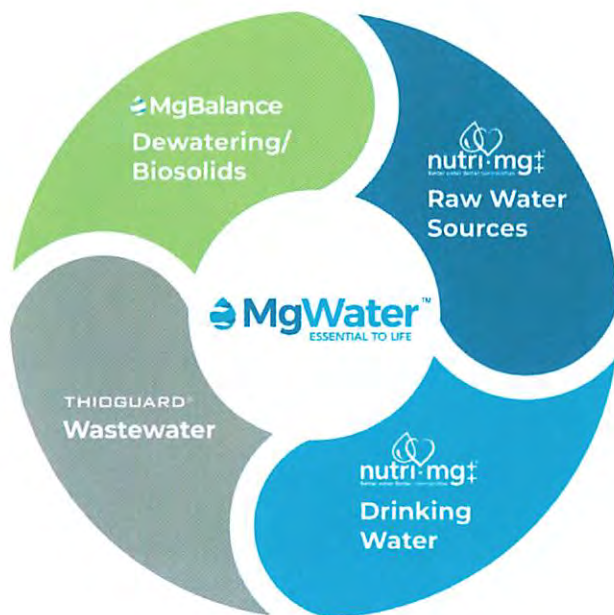 MgBalance
Dewatering/
Biosolids
nutri·mg‡
Raw Water
Sources
MgWater™
ESSENTIAL TO LIFE
THIOGUARD®
Wastewater
nutri·mg‡
Drinking
Water